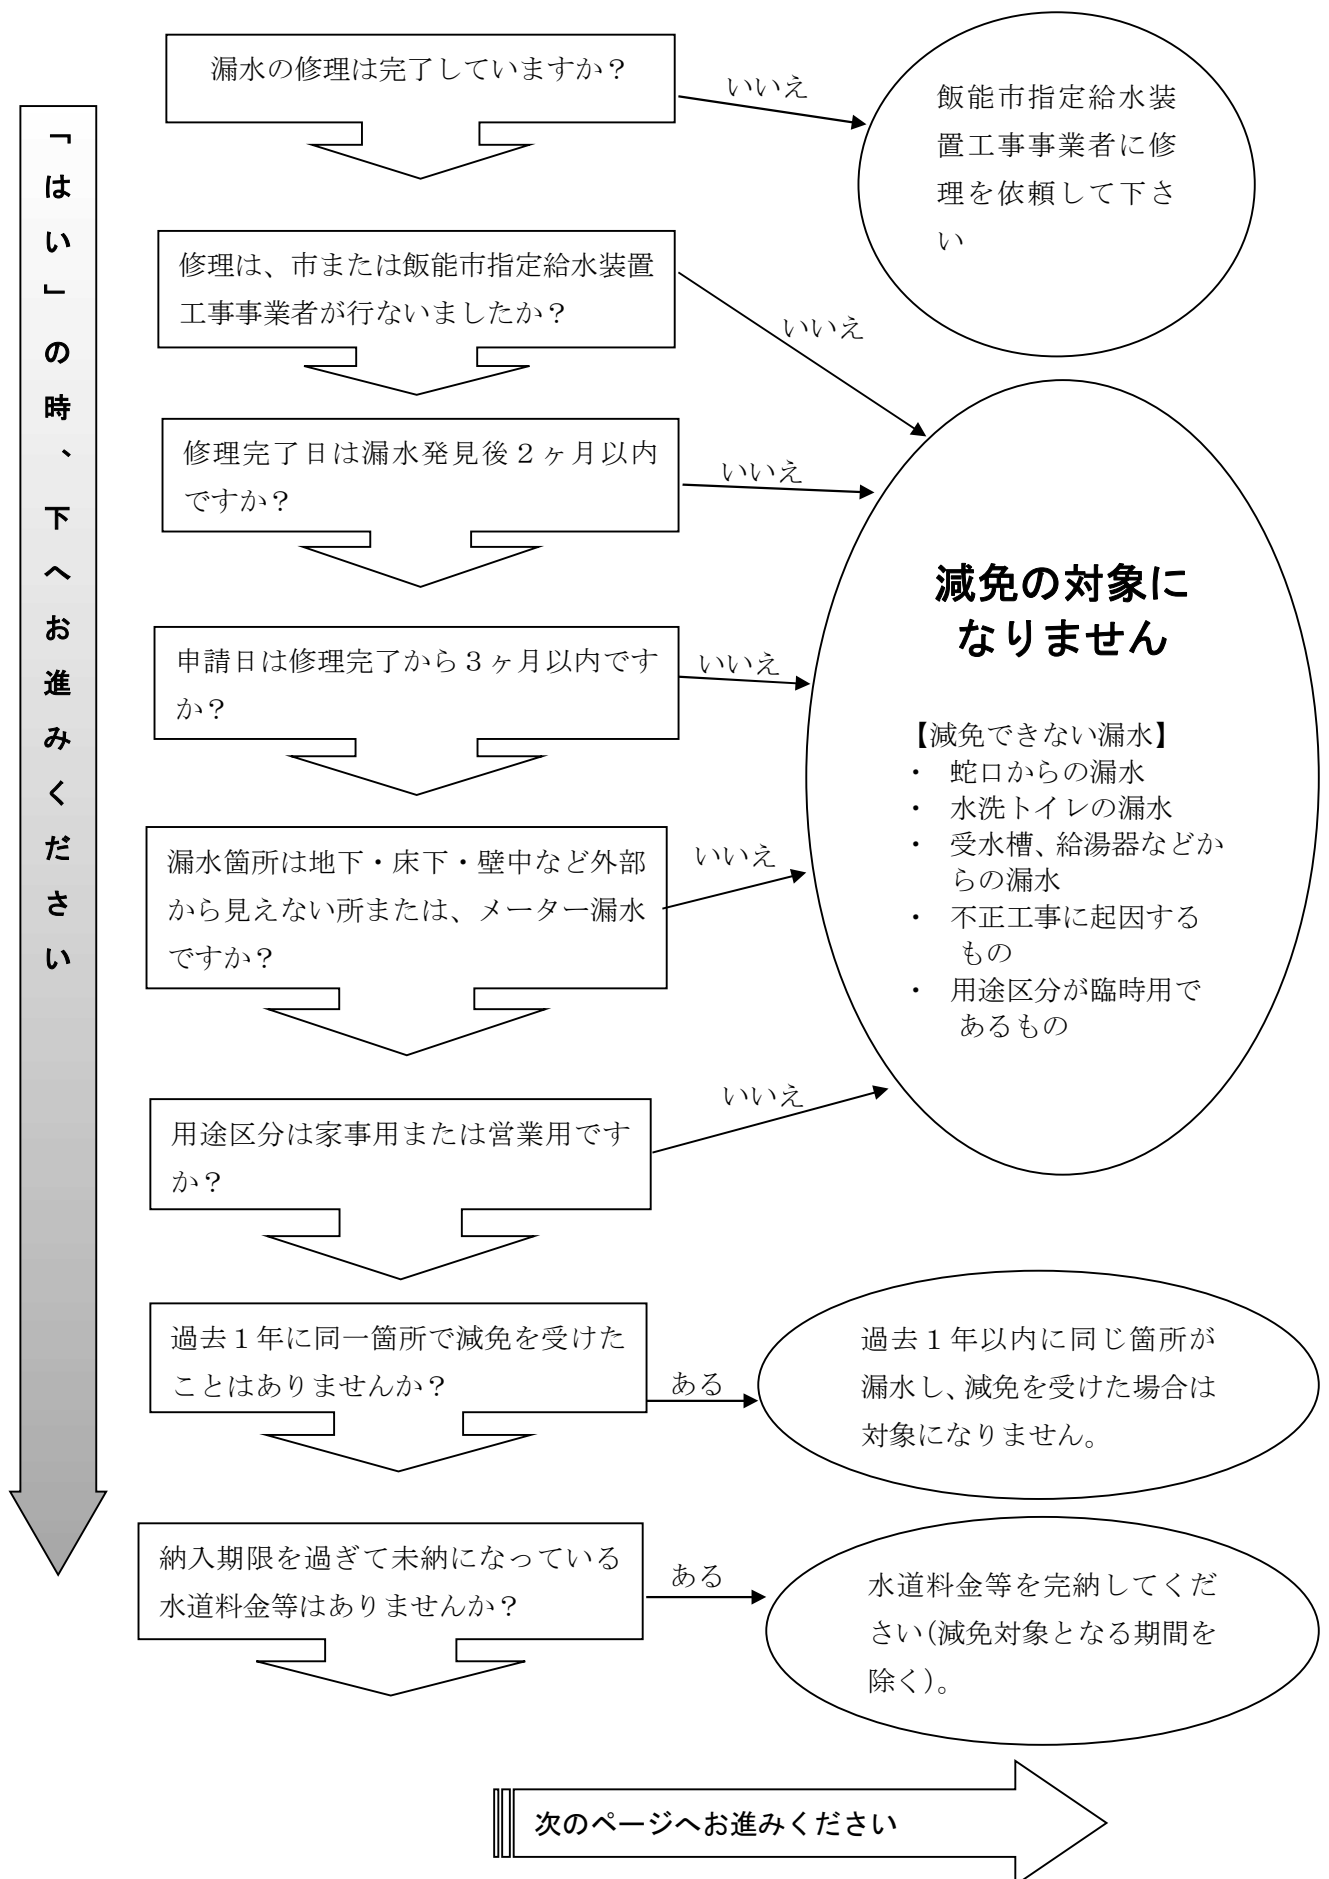 「はい」の時、下へお進みください
漏水の修理は完了していますか？
いいえ
飯能市指定給水装
置工事事業者に修
理を依頼して下さ
い
修理は、市または飯能市指定給水装置
工事事業者が行ないましたか？
いいえ
修理完了日は漏水発見後２ヶ月以内
ですか？
いいえ
申請日は修理完了から３ヶ月以内です
か？
いいえ
漏水箇所は地下・床下・壁中など外部
から見えない所または、メーター漏水
ですか？
いいえ
用途区分は家事用または営業用です
か？
いいえ
減免の対象に
なりません
【減免できない漏水】
・ 蛇口からの漏水
・ 水洗トイレの漏水
・ 受水槽、給湯器などか
らの漏水
・ 不正工事に起因する
もの
・ 用途区分が臨時用で
あるもの
過去１年に同一箇所で減免を受けた
ことはありませんか？
ある
過去１年以内に同じ箇所が
漏水し、減免を受けた場合は
対象になりません。
納入期限を過ぎて未納になっている
水道料金等はありませんか？
ある
水道料金等を完納してくだ
さい（減免対象となる期間を
除く）。
次のページへお進みください